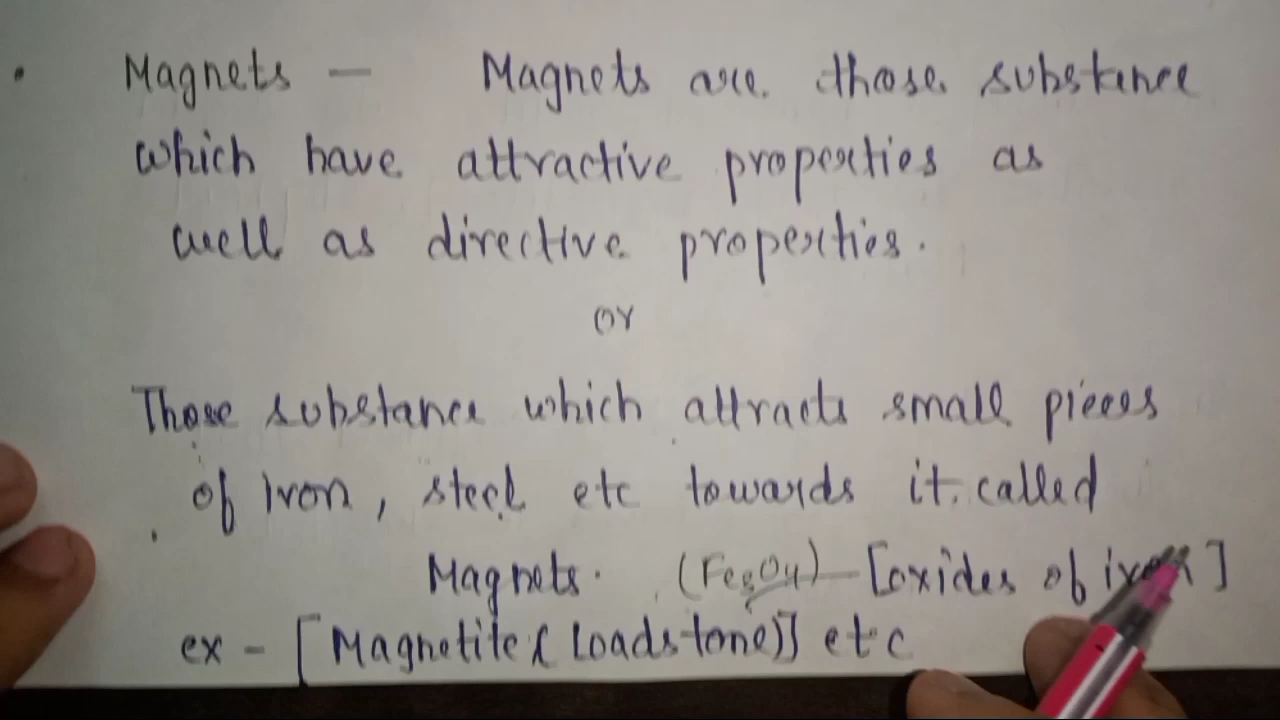 Magnets — Magnets are those substance
which have attractive properties as
well as directive properties.
or
Those substance which attracts small pieces
of iron, steel etc towards it. called
Magnets. (Fe3O4) — [oxides of iron]
ex - [Magnetite (Loadstone)] etc